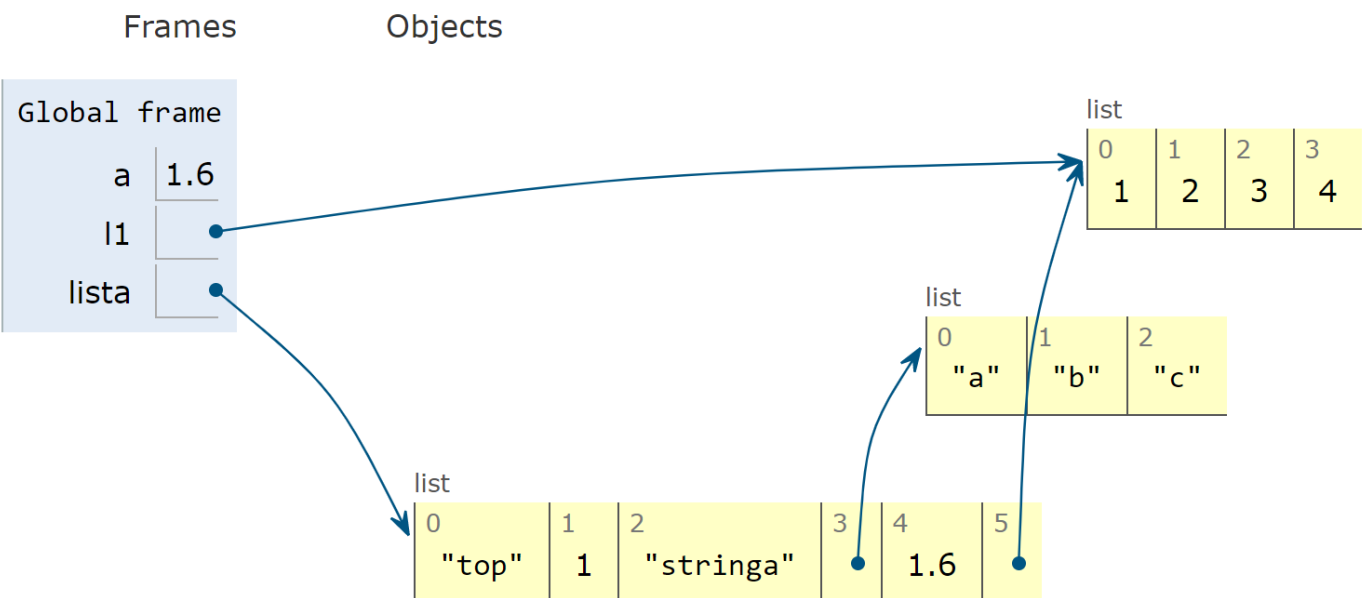 Frames Objects
Global frame
a 1.6
l1
lista
list
0 1 2 3
1 2 3 4
list
0 1 2
"a" "b" "c"
list
0 1 2 3 4 5
"top" 1 "stringa" 1.6